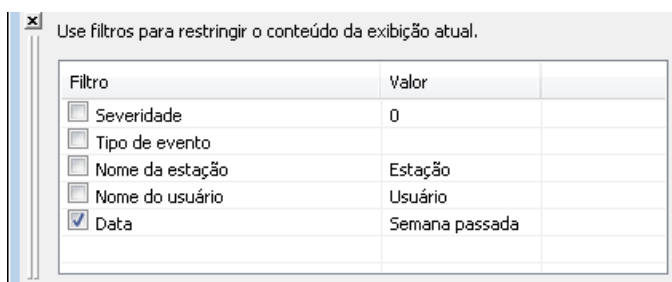 Use filtros para restringir o conteúdo da exibição atual.
Filtro Valor
Severidade 0
Tipo de evento
Nome da estação Estação
Nome do usuário Usuário
Data Semana passada